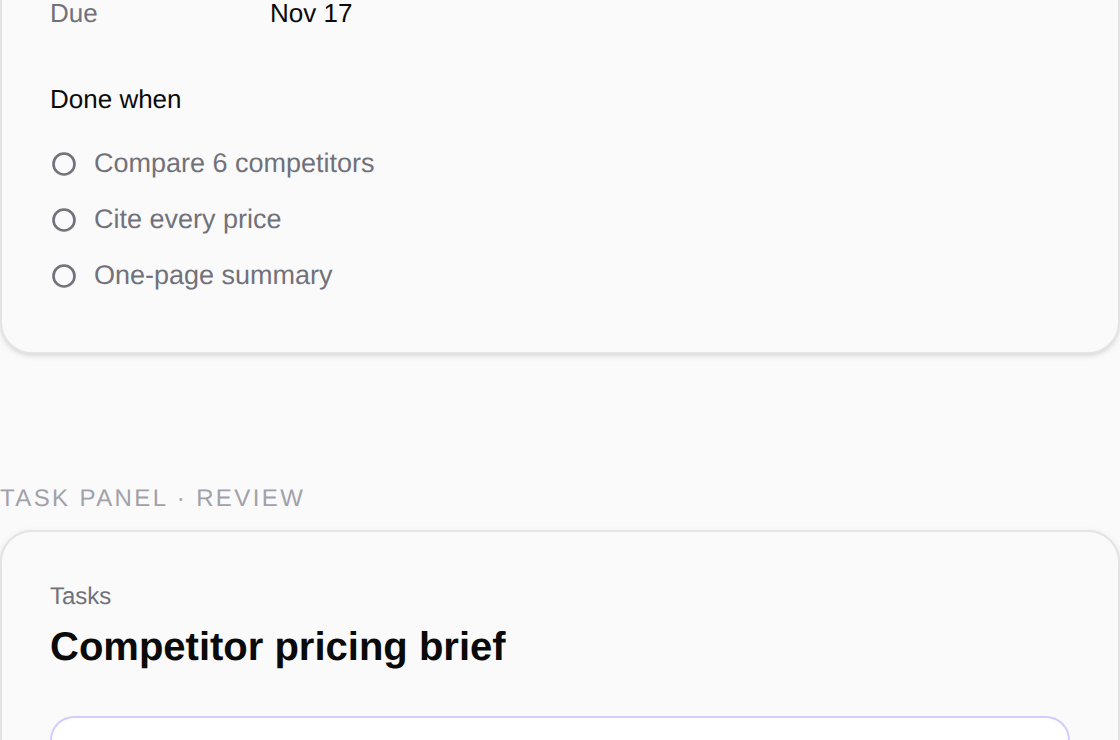 Due Nov 17
Done when
Compare 6 competitors
Cite every price
One-page summary
TASK PANEL · REVIEW
Tasks
Competitor pricing brief